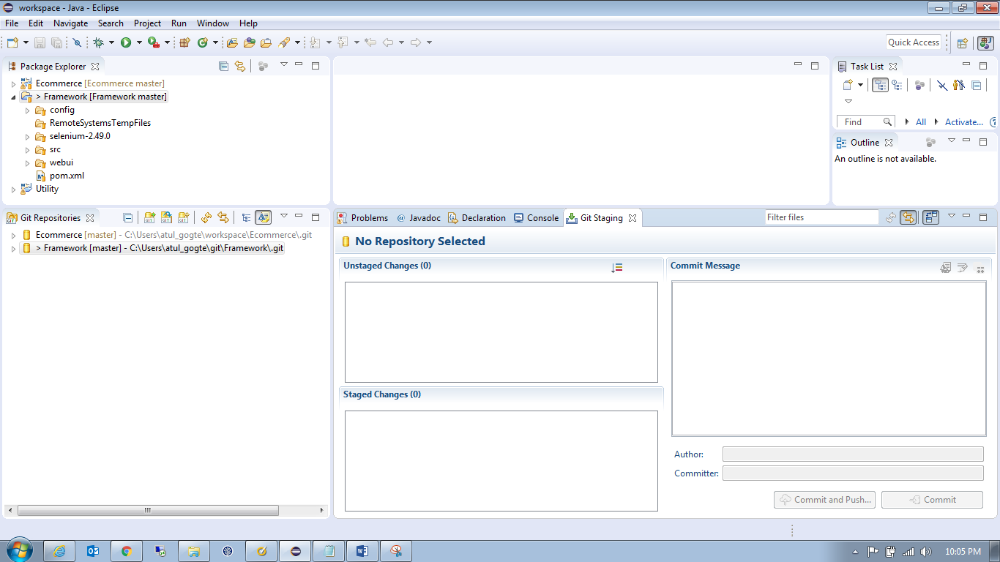 workspace - Java - Eclipse
File Edit Navigate Search Project Run Window Help
Quick Access
Package Explorer
Ecommerce [Ecommerce master]
> Framework [Framework master]
config
RemoteSystemsTempFiles
selenium-2.49.0
src
webui
pom.xml
Utility
Task List
Find All Activate...
Outline
An outline is not available.
Git Repositories
Ecommerce [master] - C:\Users\atul_gogte\workspace\Ecommerce\.git
> Framework [master] - C:\Users\atul_gogte\git\Framework\.git
Problems @ Javadoc Declaration Console Git Staging
Filter files
No Repository Selected
Unstaged Changes (0)
Staged Changes (0)
Commit Message
Author:
Committer:
Commit and Push... Commit
10:05 PM